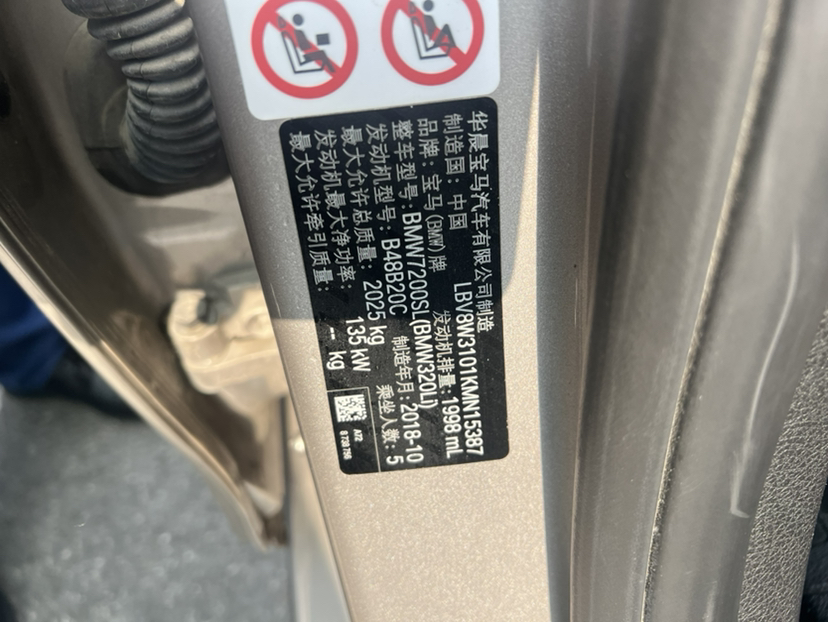 华晨宝马汽车有限公司制造
制造国：中国 LBV8W3101KMN15387
品牌：宝马(BMW)牌 发动机排量：1998 mL
整车型号：BMW7200SL(BMW320Li)
发动机型号：B48B20C 制造年月：2018-10
最大允许总质量：2025 kg 乘坐人数：5
发动机最大净功率：135 kW
最大允许牵引质量：-- kg